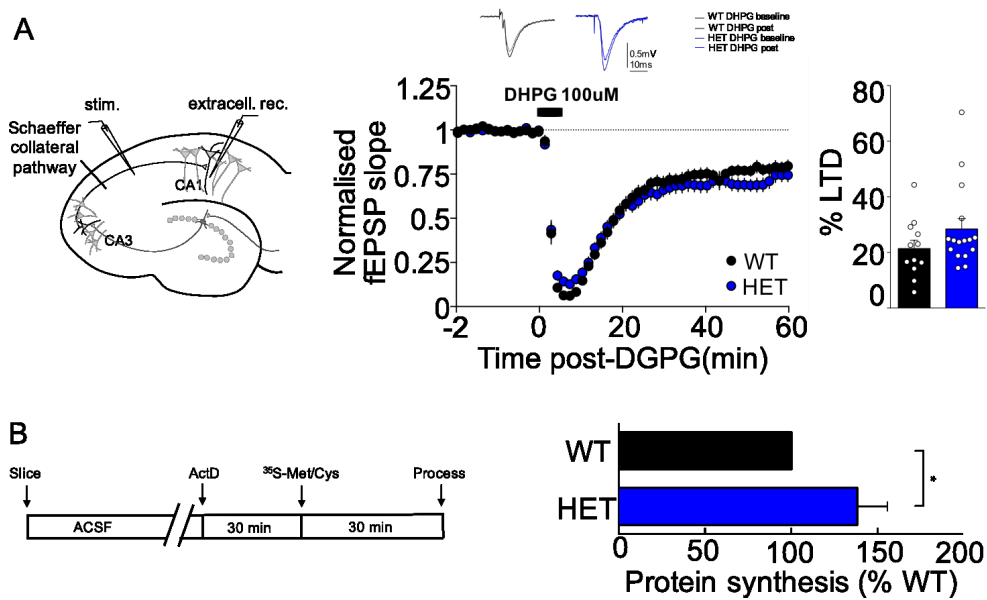 A
WT DHPG baseline
WT DHPG post
HET DHPG baseline
HET DHPG post
0.5mV
10ms
stim.
extracell. rec.
Schaeffer
collateral
pathway
CA1
CA3
Normalised
fEPSP slope
1.25
1
0.75
0.5
0.25
0
DHPG 100uM
WT
HET
-2 0 20 40 60
Time post-DGPG(min)
% LTD
80
60
40
20
0
B
Slice
ActD
³⁵S-Met/Cys
Process
ACSF
30 min
30 min
WT
HET
*
0 50 100 150 200
Protein synthesis (% WT)